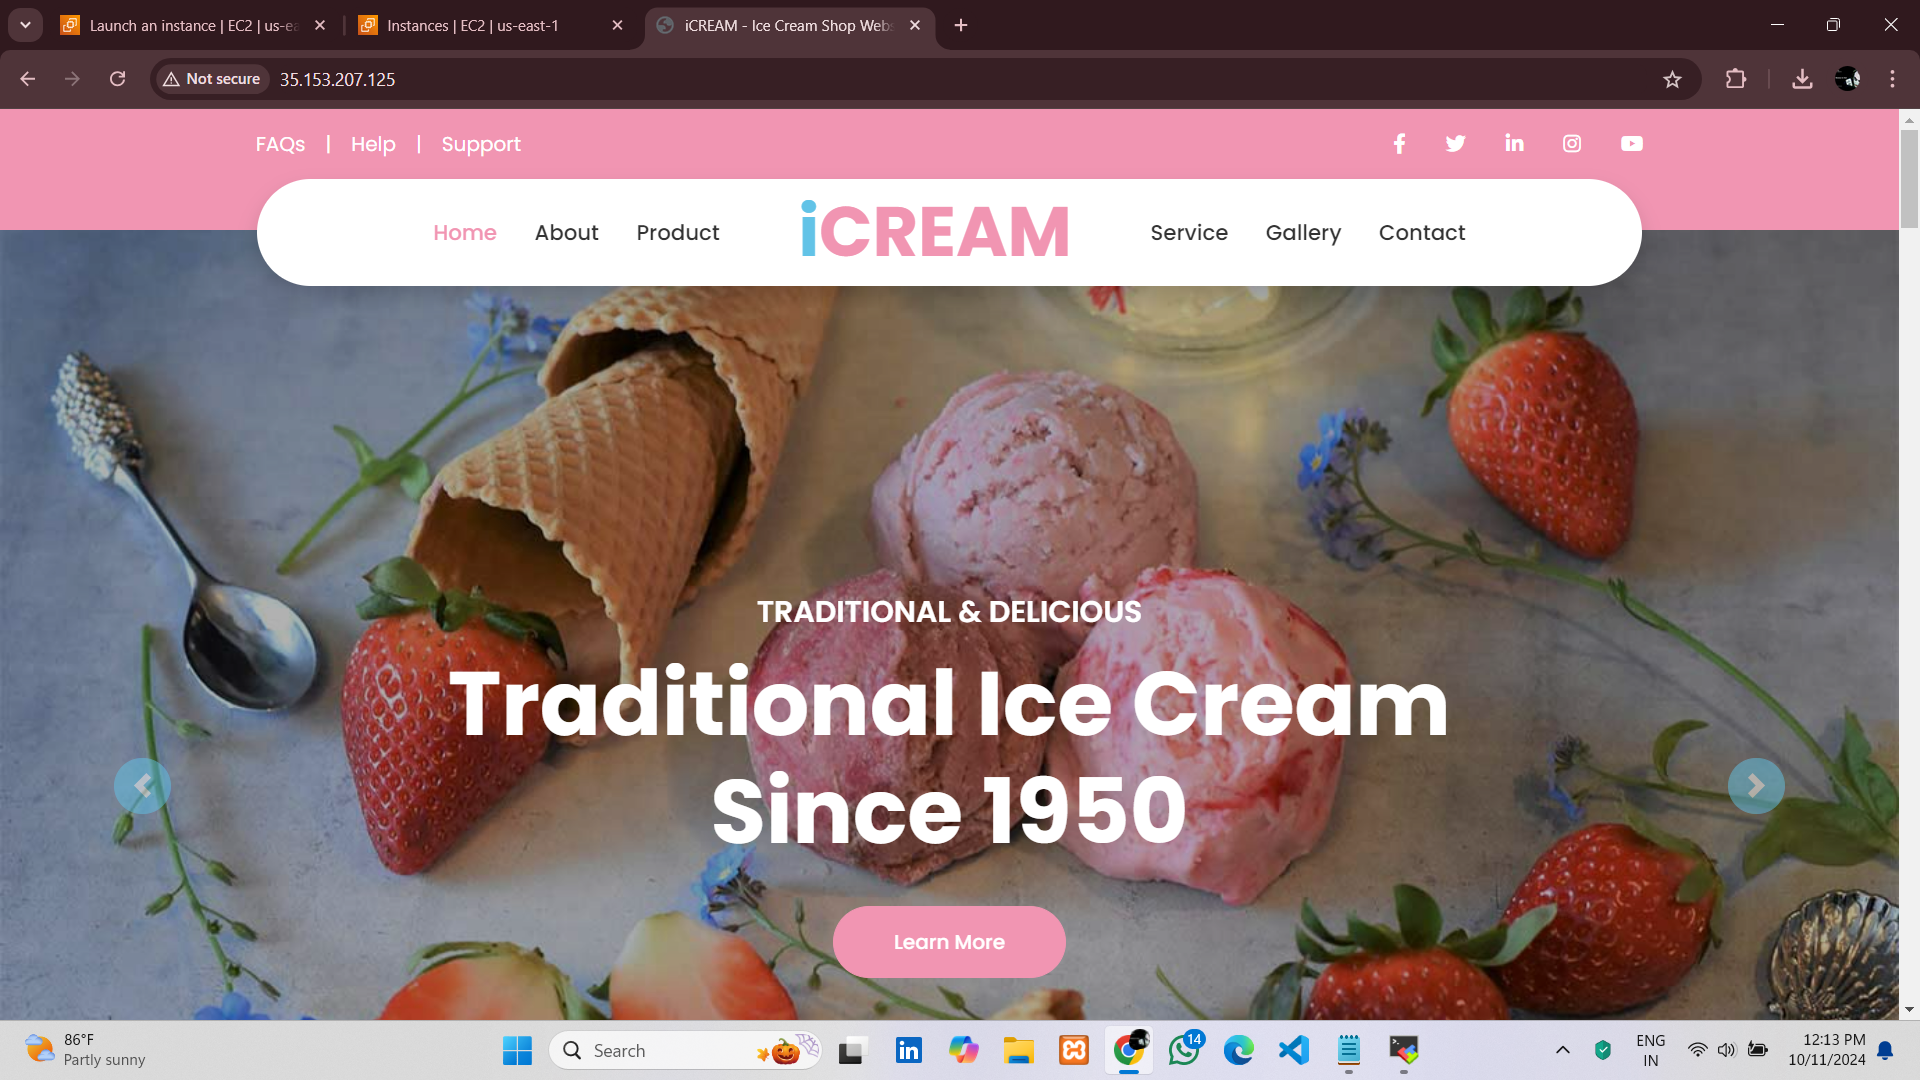 Launch an instance | EC2 | us-ea
Instances | EC2 | us-east-1
iCREAM - Ice Cream Shop Webs
Not secure
35.153.207.125
FAQs | Help | Support
Home About Product iCREAM Service Gallery Contact
TRADITIONAL & DELICIOUS
Traditional Ice Cream
Since 1950
Learn More
86°F
Partly sunny
Search
14
ENG
IN
12:13 PM
10/11/2024